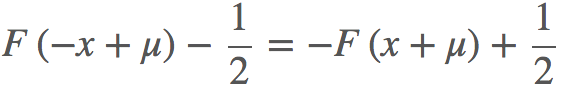 F (−x + μ) − 1/2 = −F (x + μ) + 1/2